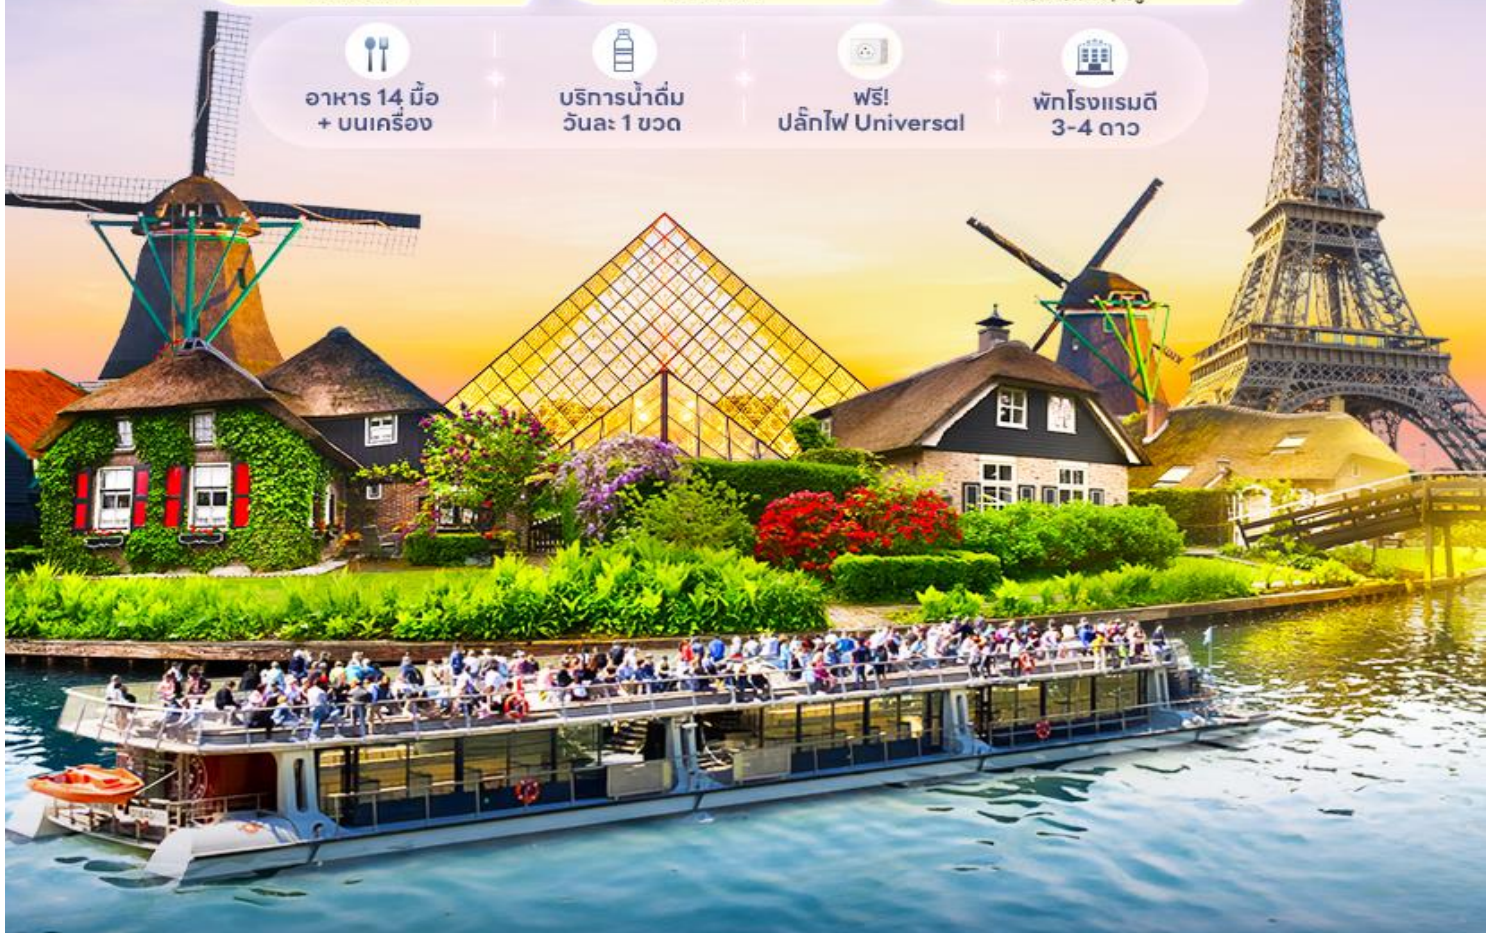 อาหาร 14 มื้อ
+ บนเครื่อง
บริการน้ำดื่ม
วันละ 1 ขวด
ฟรี!
ปลั๊กไฟ Universal
พักโรงแรมดี
3-4 ดาว